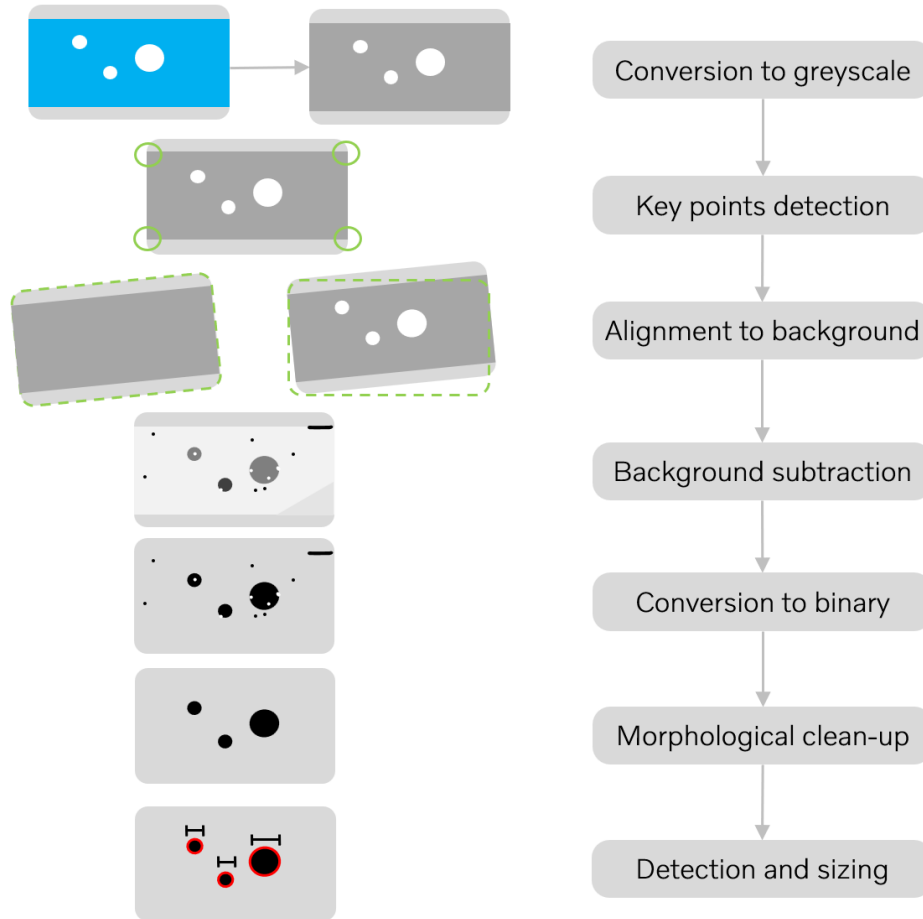 Conversion to greyscale
Key points detection
Alignment to background
Background subtraction
Conversion to binary
Morphological clean-up
Detection and sizing